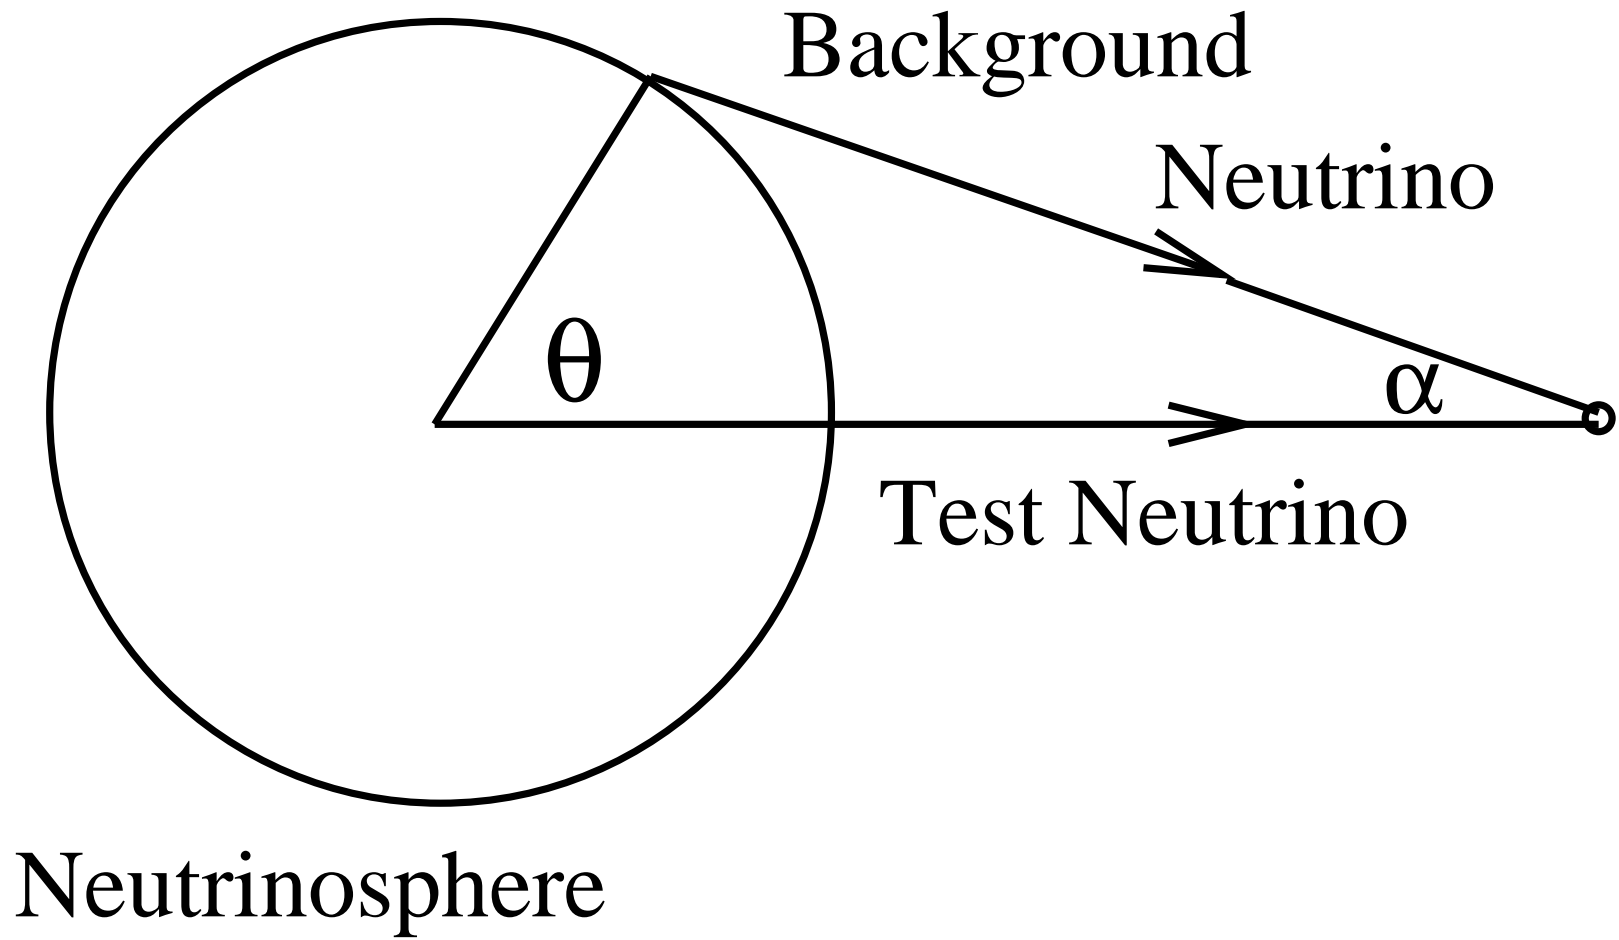 Background
Neutrino
θ
α
Test Neutrino
Neutrinosphere